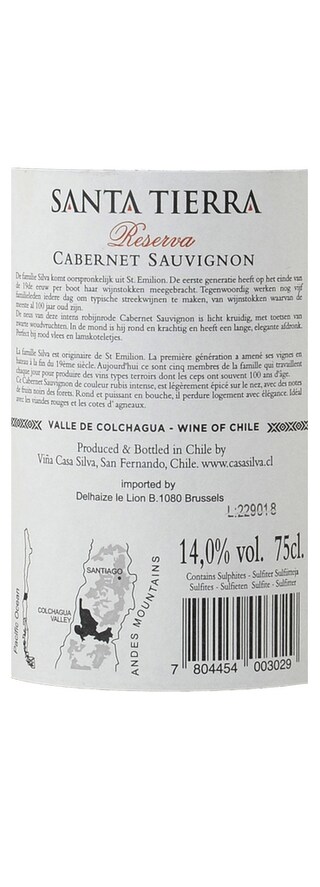 SANTA TIERRA
Reserva
CABERNET SAUVIGNON
De famille Silva komt oorspronkelijk uit St. Emilion. De eerste generatie heeft op het einde van
de 19de eeuw per boot haar wijnstokken meegebracht. Tegenwoordig werken nog vijf
familieleden ieder dag om typische streekwijnen te maken, van wijnstokken waarvan de
meeste al 100 jaar oud zijn.
De neus van deze intens robijnrode Cabernet Sauvignon is licht kruidig, met toetsen van
zwarte woudvruchten. In de mond is hij rond en krachtig en heeft een lange, elegante afdronk.
Perfect bij rood vlees en lamskoteletjes.
La famille Silva est originaire de St Emilion. La première génération a amené ses vignes en
bateau à la fin du 19ème siècle. Aujourd'hui ce sont cinq membres de la famille qui travaillent
chaque jour pour produire des vins types terroirs dont les ceps ont souvent 100 ans d'âge.
Ce Cabernet Sauvignon de couleur rubis intense, est légèrement épicé sur le nez, avec des notes
de fruits noirs des forets. Rond et puissant en bouche, il perdure longuement avec élégance. Idéal
avec les viandes rouges et les cotes d' agneaux.
VALLE DE COLCHAGUA - WINE OF CHILE
Produced & Bottled in Chile by
Viña Casa Silva, San Fernando, Chile. www.casasilva.cl
imported by
Delhaize le Lion B.1080 Brussels
L:229018
14,0% vol. 75cl.
Contains Sulphites - Sulfiter Sulfiitteja
Sulfites - Sulfieten Sulfite - Sulfitter
SANTIAGO
COLCHAGUA
VALLEY
Pacific Ocean
ANDES MOUNTAINS
7 804454 003029